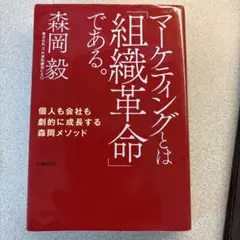 マーケティングとは
「組織革命」
である。
森岡 毅
個人も会社も
劇的に成長する
森岡メソッド